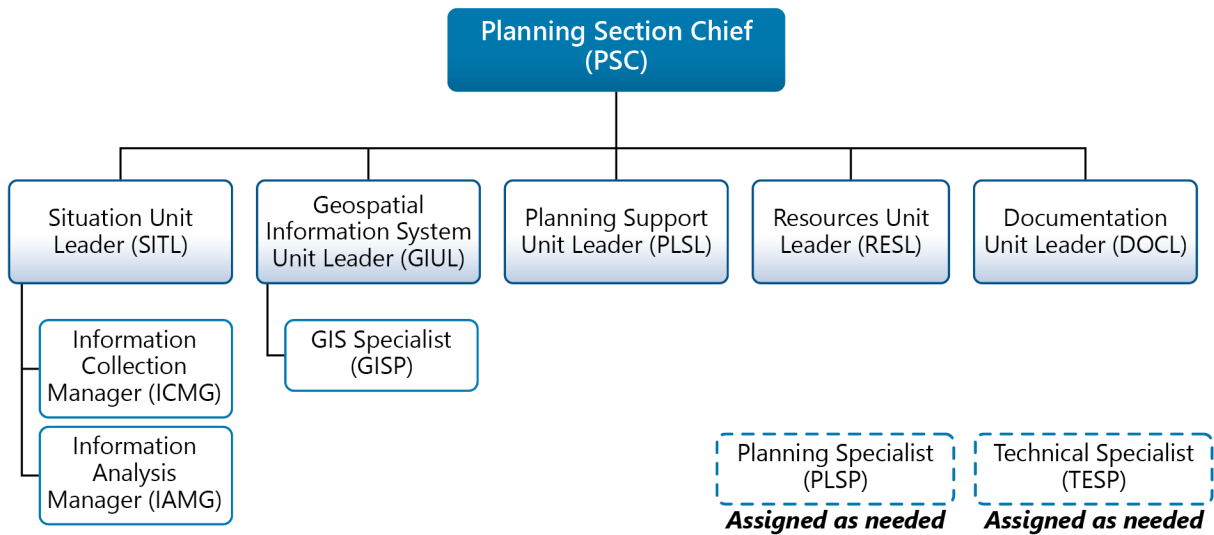 Planning Section Chief
(PSC)
Situation Unit
Leader (SITL)
Geospatial
Information System
Unit Leader (GIUL)
Planning Support
Unit Leader (PLSL)
Resources Unit
Leader (RESL)
Documentation
Unit Leader (DOCL)
Information
Collection
Manager (ICMG)
GIS Specialist
(GISP)
Information
Analysis
Manager (IAMG)
Planning Specialist
(PLSP)
Assigned as needed
Technical Specialist
(TESP)
Assigned as needed